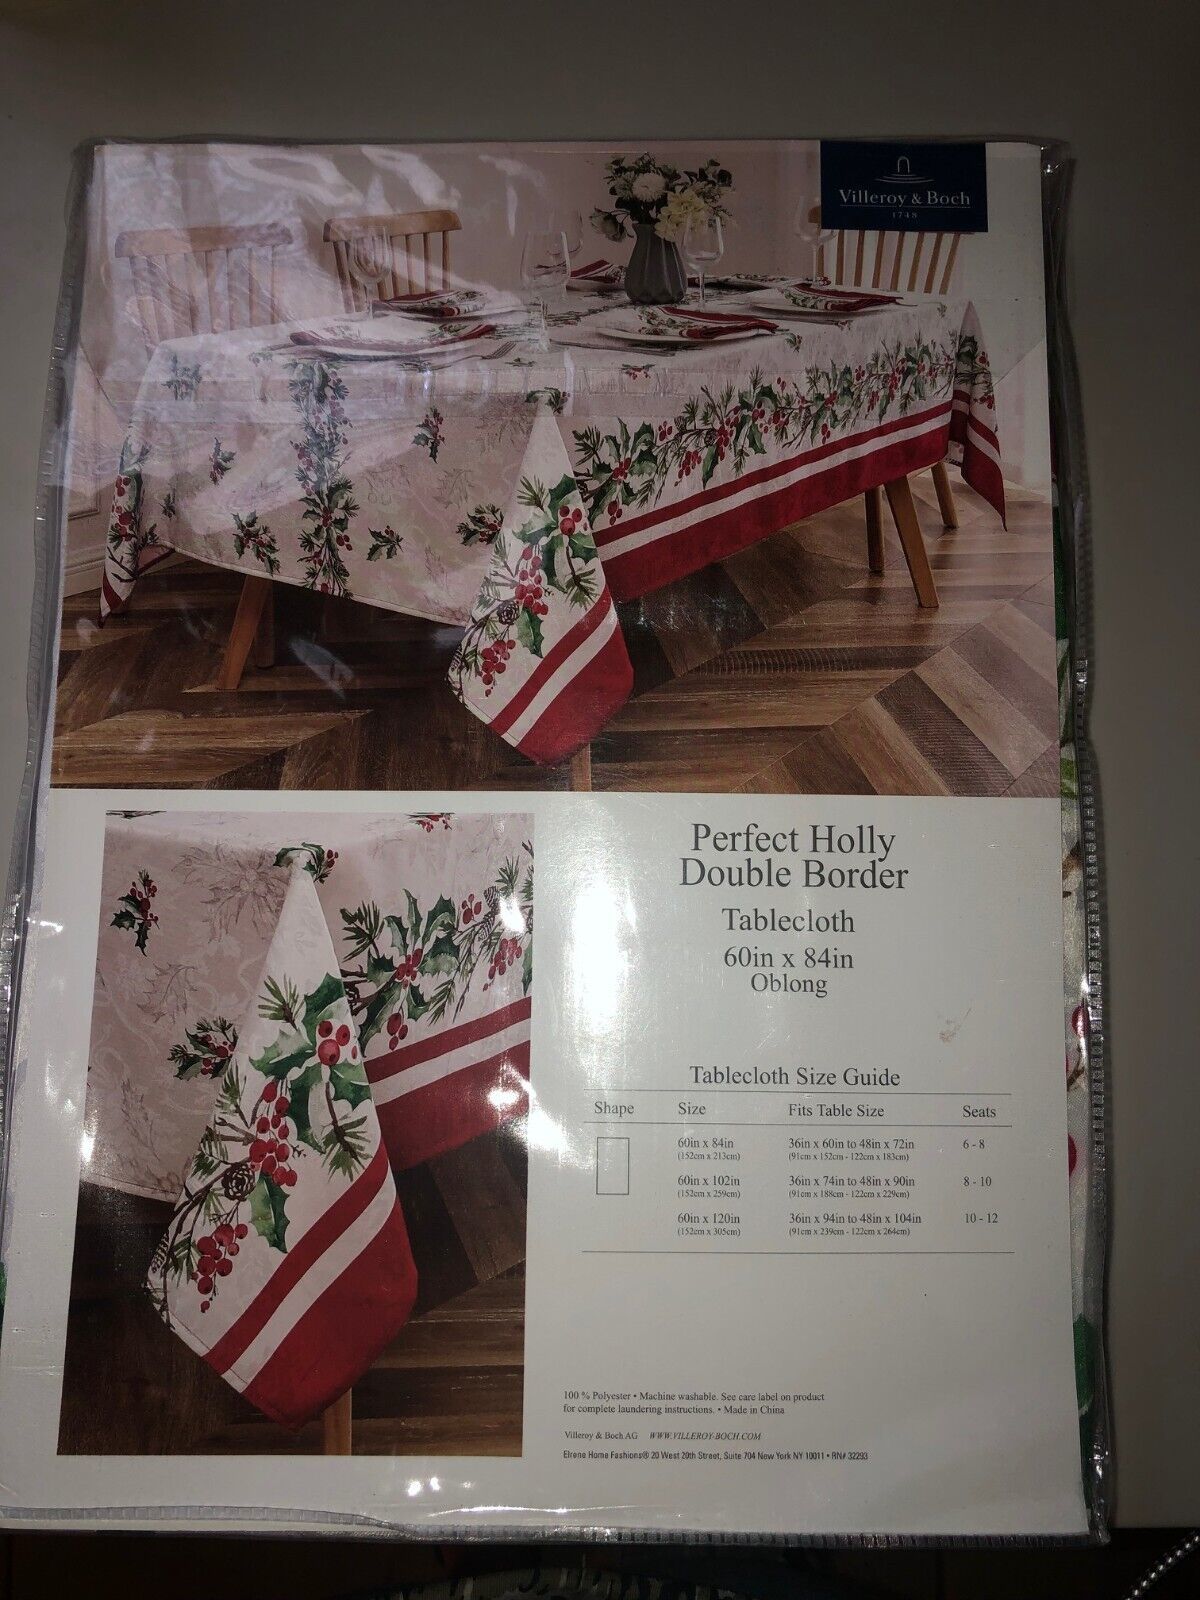 Villeroy & Boch
1748
Perfect Holly
Double Border
Tablecloth
60in x 84in
Oblong
Tablecloth Size Guide
Shape Size Fits Table Size Seats
60in x 84in 36in x 60in to 48in x 72in 6 - 8
(152cm x 213cm) (91cm x 152cm - 122cm x 183cm)
60in x 102in 36in x 74in to 48in x 90in 8 - 10
(152cm x 259cm) (91cm x 188cm - 122cm x 229cm)
60in x 120in 36in x 94in to 48in x 104in 10 - 12
(152cm x 305cm) (91cm x 239cm - 122cm x 264cm)
100 % Polyester • Machine washable. See care label on product
for complete laundering instructions. • Made in China
Villeroy & Boch AG WWW.VILLEROY-BOCH.COM
Elrene Home Fashions® 20 West 20th Street, Suite 704 New York NY 10011 • RN# 32293